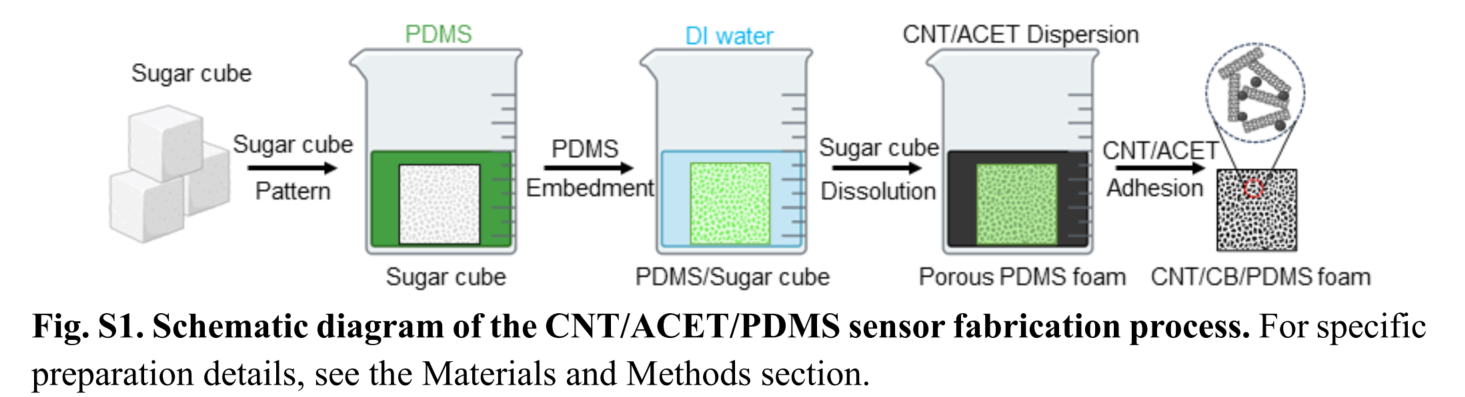 Sugar cube
Sugar cube
Pattern
PDMS
Sugar cube
PDMS
Embedment
DI water
PDMS/Sugar cube
Sugar cube
Dissolution
CNT/ACET Dispersion
Porous PDMS foam
CNT/ACET
Adhesion
CNT/CB/PDMS foam
Fig. S1. Schematic diagram of the CNT/ACET/PDMS sensor fabrication process. For specific
preparation details, see the Materials and Methods section.